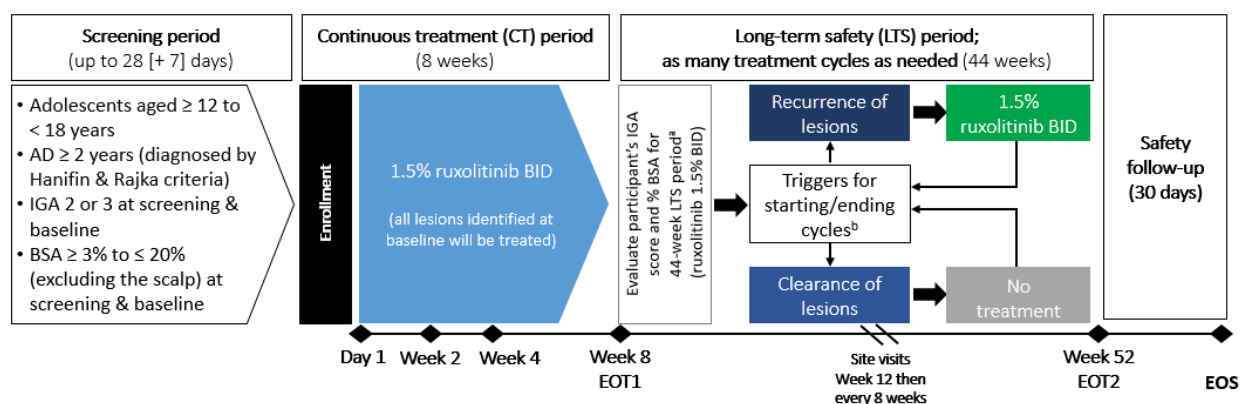 Screening period
(up to 28 [+ 7] days)
• Adolescents aged ≥ 12 to
< 18 years
• AD ≥ 2 years (diagnosed by
Hanifin & Rajka criteria)
• IGA 2 or 3 at screening &
baseline
• BSA ≥ 3% to ≤ 20%
(excluding the scalp) at
screening & baseline
Enrollment
Continuous treatment (CT) period
(8 weeks)
1.5% ruxolitinib BID
(all lesions identified at
baseline will be treated)
Long-term safety (LTS) period;
as many treatment cycles as needed (44 weeks)
Evaluate participant's IGA
score and % BSA for
44-week LTS periodᵃ
(ruxolitinib 1.5% BID)
Recurrence of
lesions
1.5%
ruxolitinib BID
Triggers for
starting/ending
cyclesᵇ
Clearance of
lesions
No
treatment
Safety
follow-up
(30 days)
Day 1
Week 2
Week 4
Week 8
EOT1
Site visits
Week 12 then
every 8 weeks
Week 52
EOT2
EOS